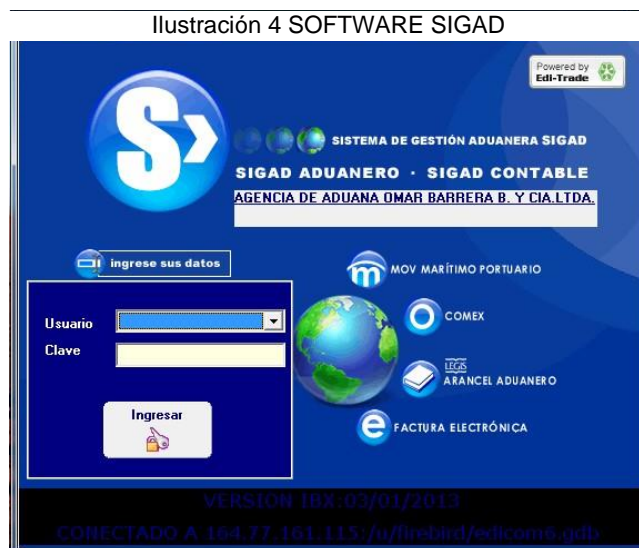 Ilustración 4 SOFTWARE SIGAD
Powered by
Edi-Trade
S
SISTEMA DE GESTIÓN ADUANERA SIGAD
SIGAD ADUANERO · SIGAD CONTABLE
AGENCIA DE ADUANA OMAR BARRERA B. Y CIA.LTDA.
ingrese sus datos
Usuario
Clave
Ingresar
m MOV MARÍTIMO PORTUARIO
O COMEX
LEGIS
ARANCEL ADUANERO
e FACTURA ELECTRÓNICA
VERSION IBX:03/01/2013
CONECTADO A 164.77.161.115:/u/firebird/edicom6.gdb